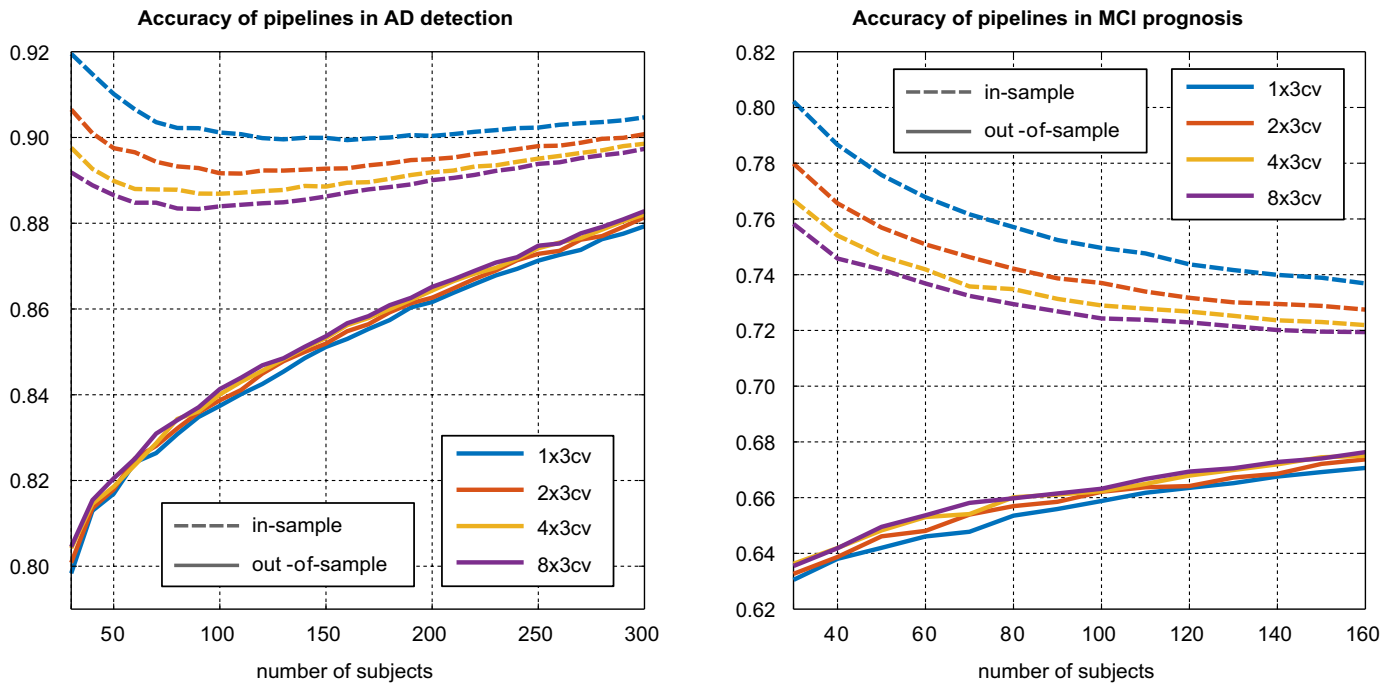 Accuracy of pipelines in AD detection
0.92
0.90
0.88
0.86
0.84
0.82
0.80
in-sample
out -of-sample
1x3cv
2x3cv
4x3cv
8x3cv
50
100
150
200
250
300
number of subjects
Accuracy of pipelines in MCI prognosis
0.82
0.80
0.78
0.76
0.74
0.72
0.70
0.68
0.66
0.64
0.62
in-sample
out -of-sample
1x3cv
2x3cv
4x3cv
8x3cv
40
60
80
100
120
140
160
number of subjects